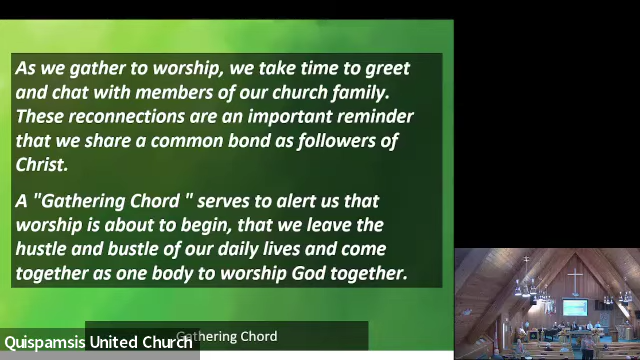 As we gather to worship, we take time to greet
and chat with members of our church family.
These reconnections are an important reminder
that we share a common bond as followers of
Christ.
A "Gathering Chord " serves to alert us that
worship is about to begin, that we leave the
hustle and bustle of our daily lives and come
together as one body to worship God together.
Gathering Chord
Quispamsis United Church